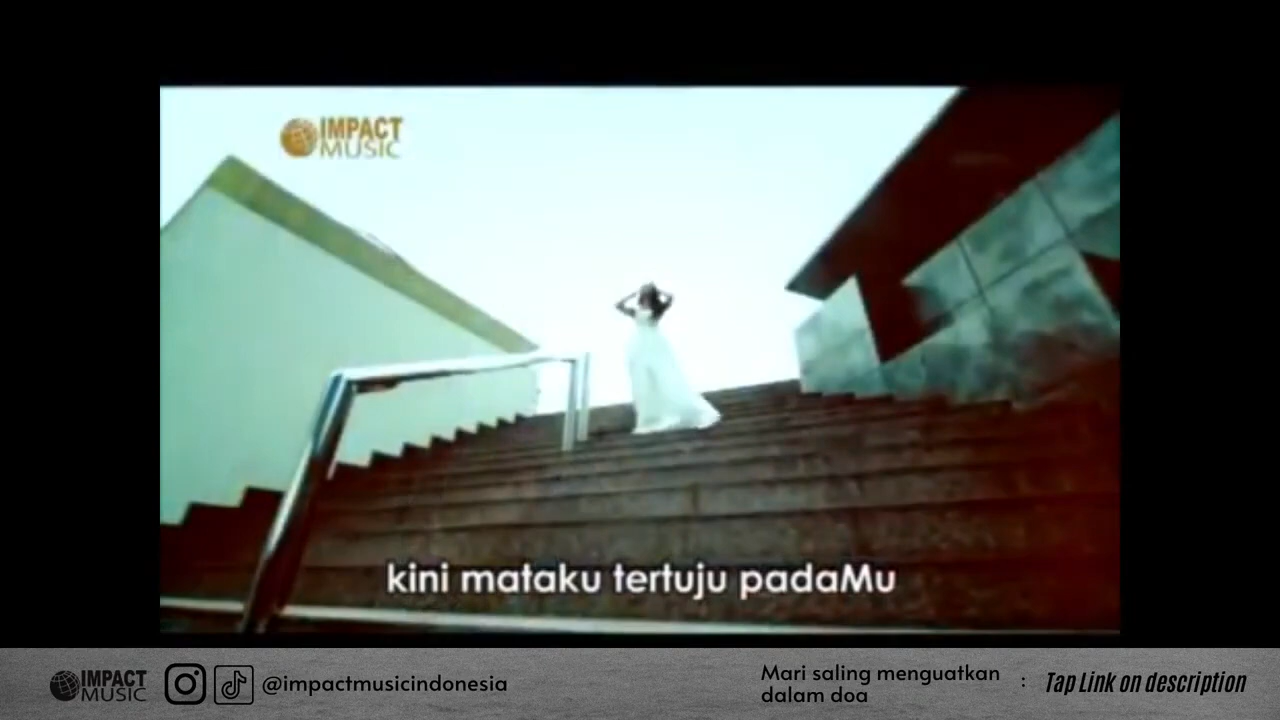 IMPACT
MUSIC
kini mataku tertuju padaMu
IMPACT
MUSIC
@impactmusicindonesia
Mari saling menguatkan
dalam doa
:
Tap Link on description